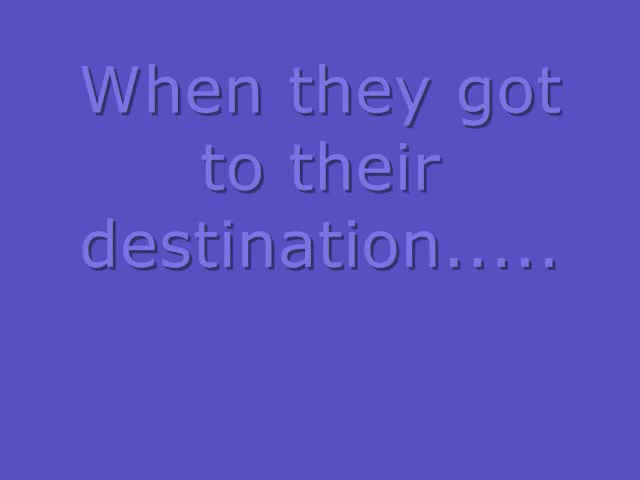 When they got
to their
destination.....